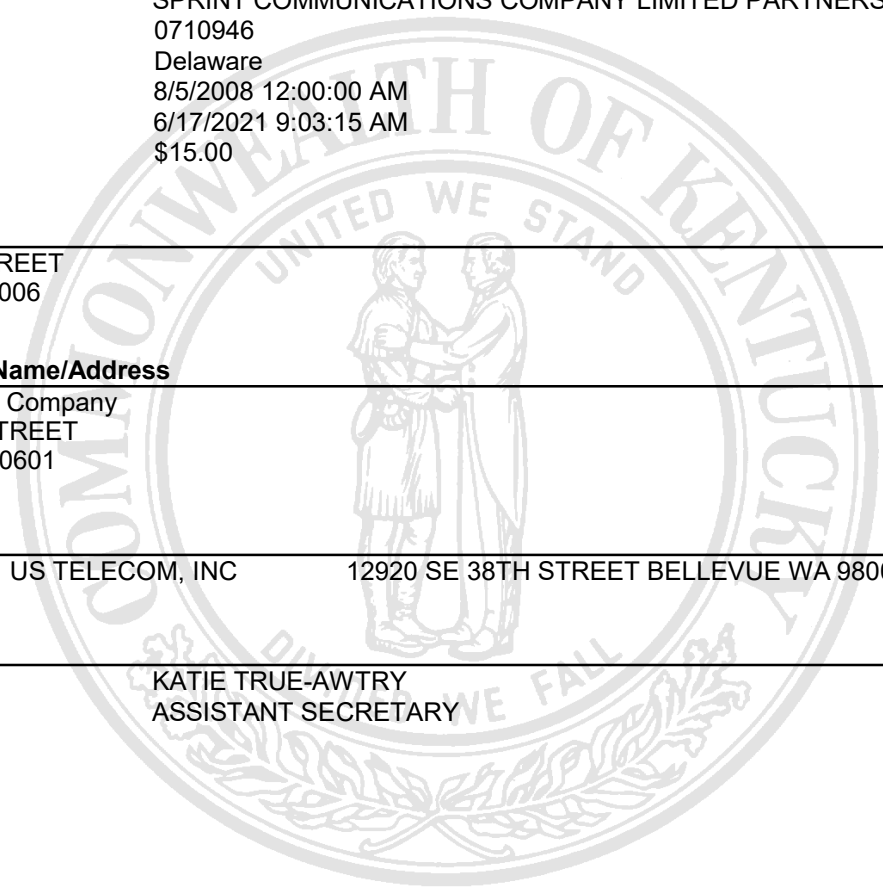 SPRINT COMMUNICATIONS COMPANY LIMITED PARTNERS
0710946
Delaware
8/5/2008 12:00:00 AM
6/17/2021 9:03:15 AM
$15.00
REET
006
Name/Address
Company
TREET
0601
US TELECOM, INC 12920 SE 38TH STREET BELLEVUE WA 9800
KATIE TRUE-AWTRY
ASSISTANT SECRETARY
COMMONWEALTH OF KENTUCKY
UNITED WE STAND
DIVIDED WE FALL